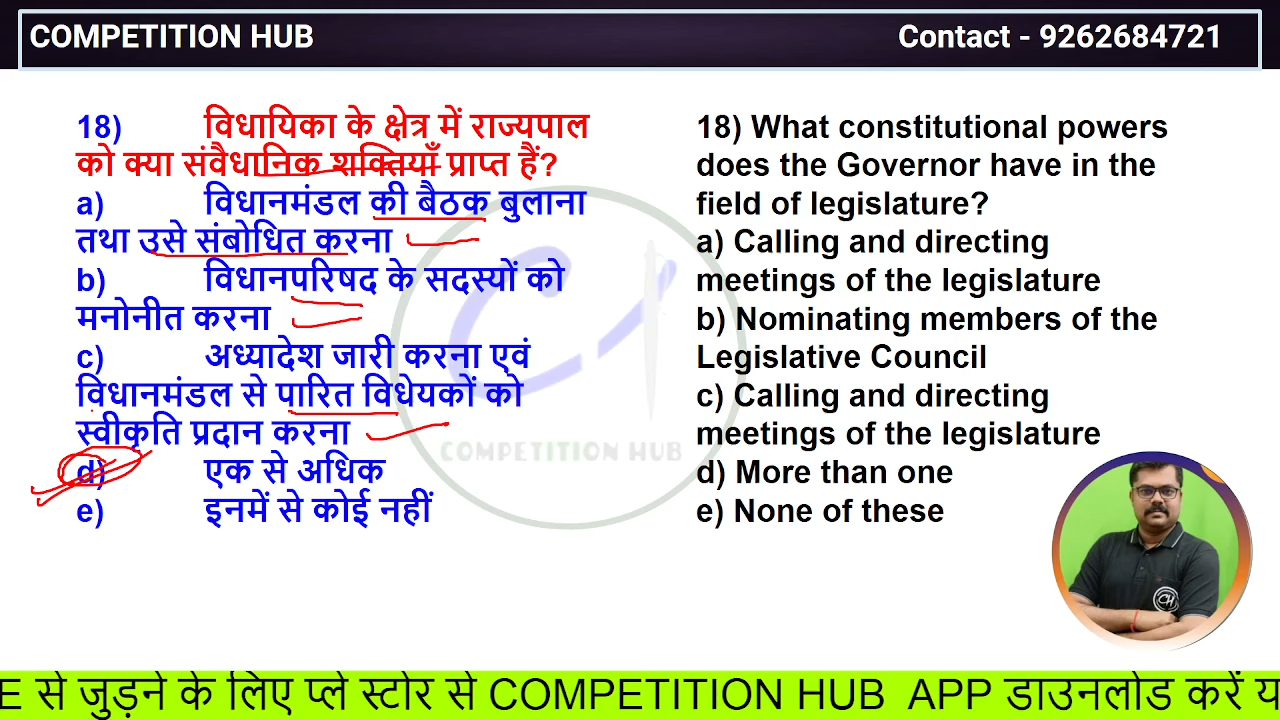 COMPETITION HUB
Contact - 9262684721
18) विधायिका के क्षेत्र में राज्यपाल
को क्या संवैधानिक शक्तियाँ प्राप्त हैं?
a) विधानमंडल की बैठक बुलाना
तथा उसे संबोधित करना
b) विधानपरिषद के सदस्यों को
मनोनीत करना
c) अध्यादेश जारी करना एवं
विधानमंडल से पारित विधेयकों को
स्वीकृति प्रदान करना
d) एक से अधिक
e) इनमें से कोई नहीं
18) What constitutional powers
does the Governor have in the
field of legislature?
a) Calling and directing
meetings of the legislature
b) Nominating members of the
Legislative Council
c) Calling and directing
meetings of the legislature
d) More than one
e) None of these
COMPETITION HUB
CH
E से जुड़ने के लिए प्ले स्टोर से COMPETITION HUB APP डाउनलोड करें य